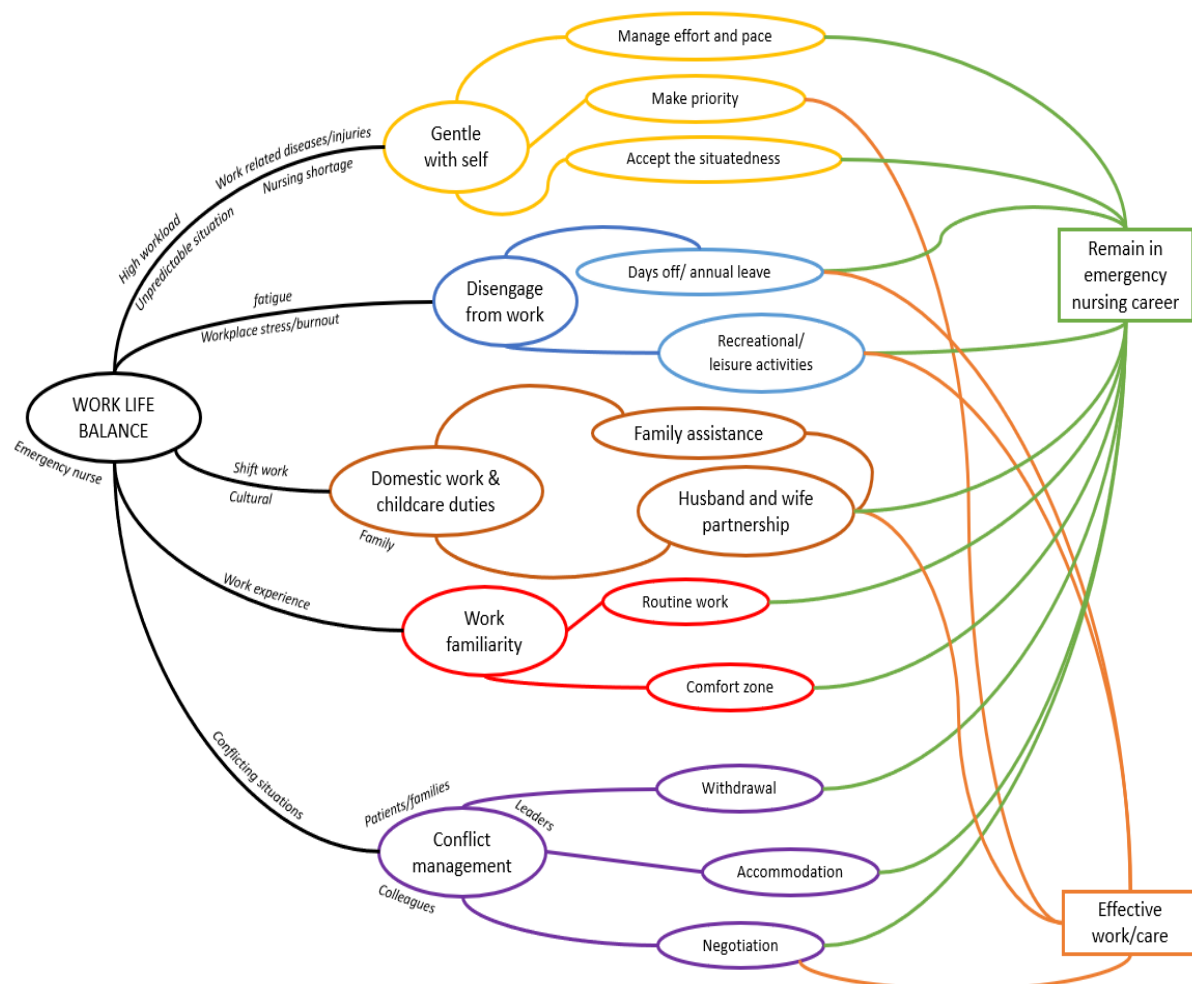 Manage effort and pace
Make priority
Accept the situatedness
Gentle
with self
Work related diseases/injuries
Nursing shortage
High workload
Unpredictable situation
Days off/ annual leave
Disengage
from work
fatigue
Workplace stress/burnout
Recreational/
leisure activities
Remain in
emergency
nursing career
WORK LIFE
BALANCE
Emergency nurse
Shift work
Cultural
Family assistance
Domestic work &
childcare duties
Family
Husband and wife
partnership
Work experience
Work
familiarity
Routine work
Comfort zone
Conflicting situations
Patients/families
Leaders
Conflict
management
Colleagues
Withdrawal
Accommodation
Negotiation
Effective
work/care